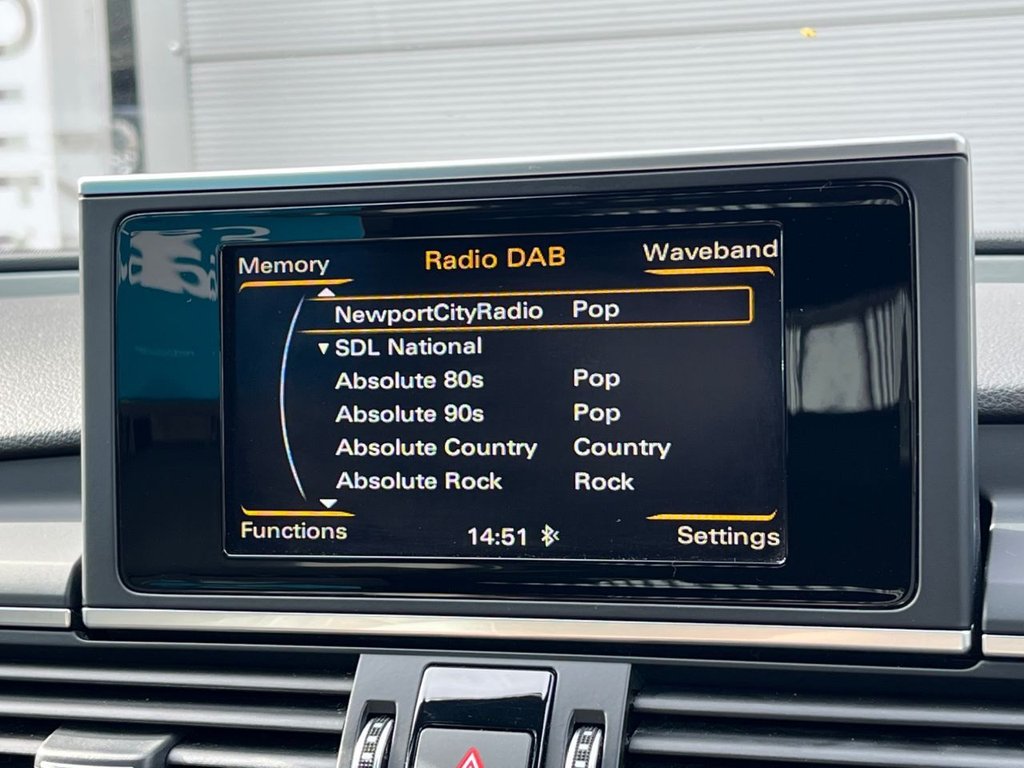 Memory Radio DAB Waveband
NewportCityRadio Pop
SDL National
Absolute 80s Pop
Absolute 90s Pop
Absolute Country Country
Absolute Rock Rock
Functions 14:51 Settings